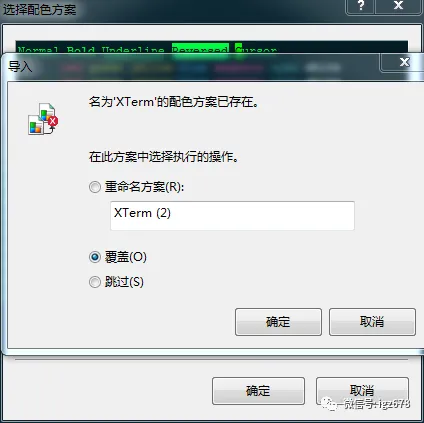 选择配色方案
Normal Bold Underline Reversed Cursor
导入
名为'XTerm'的配色方案已存在。
在此方案中选择执行的操作。
重命名方案(R):
XTerm (2)
覆盖(O)
跳过(S)
确定
取消
确定
取消
微信号: igz678